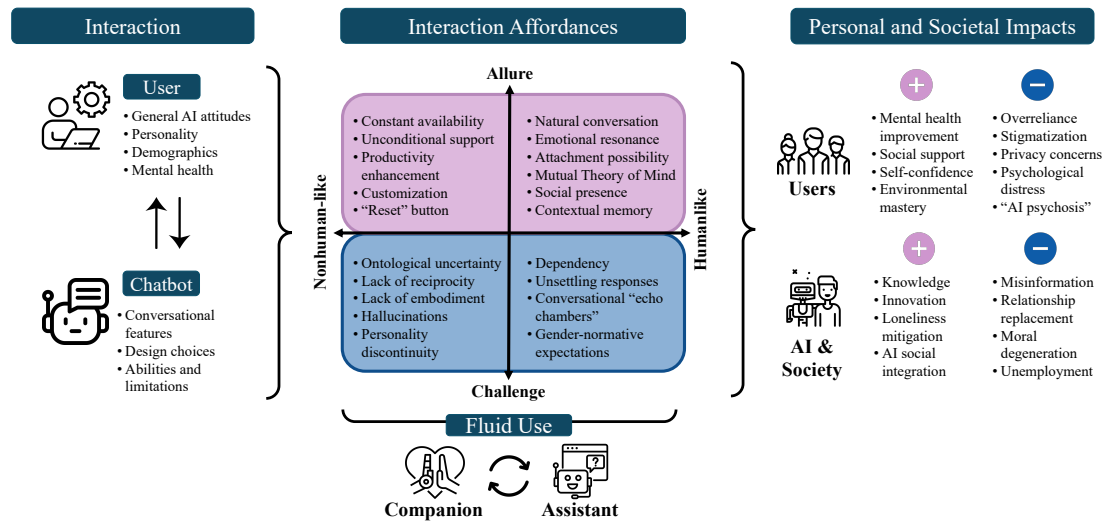 Interaction
User
• General AI attitudes
• Personality
• Demographics
• Mental health
Chatbot
• Conversational
features
• Design choices
• Abilities and
limitations
Interaction Affordances
Allure
Nonhuman-like
Humanlike
• Constant availability
• Unconditional support
• Productivity
enhancement
• Customization
• “Reset” button
• Natural conversation
• Emotional resonance
• Attachment possibility
• Mutual Theory of Mind
• Social presence
• Contextual memory
• Ontological uncertainty
• Lack of reciprocity
• Lack of embodiment
• Hallucinations
• Personality
discontinuity
• Dependency
• Unsettling responses
• Conversational “echo
chambers”
• Gender-normative
expectations
Challenge
Fluid Use
Companion
Assistant
?
Personal and Societal Impacts
Users
+
• Mental health
improvement
• Social support
• Self-confidence
• Environmental
mastery
−
• Overreliance
• Stigmatization
• Privacy concerns
• Psychological
distress
• “AI psychosis”
AI &
Society
+
• Knowledge
• Innovation
• Loneliness
mitigation
• AI social
integration
−
• Misinformation
• Relationship
replacement
• Moral
degeneration
• Unemployment